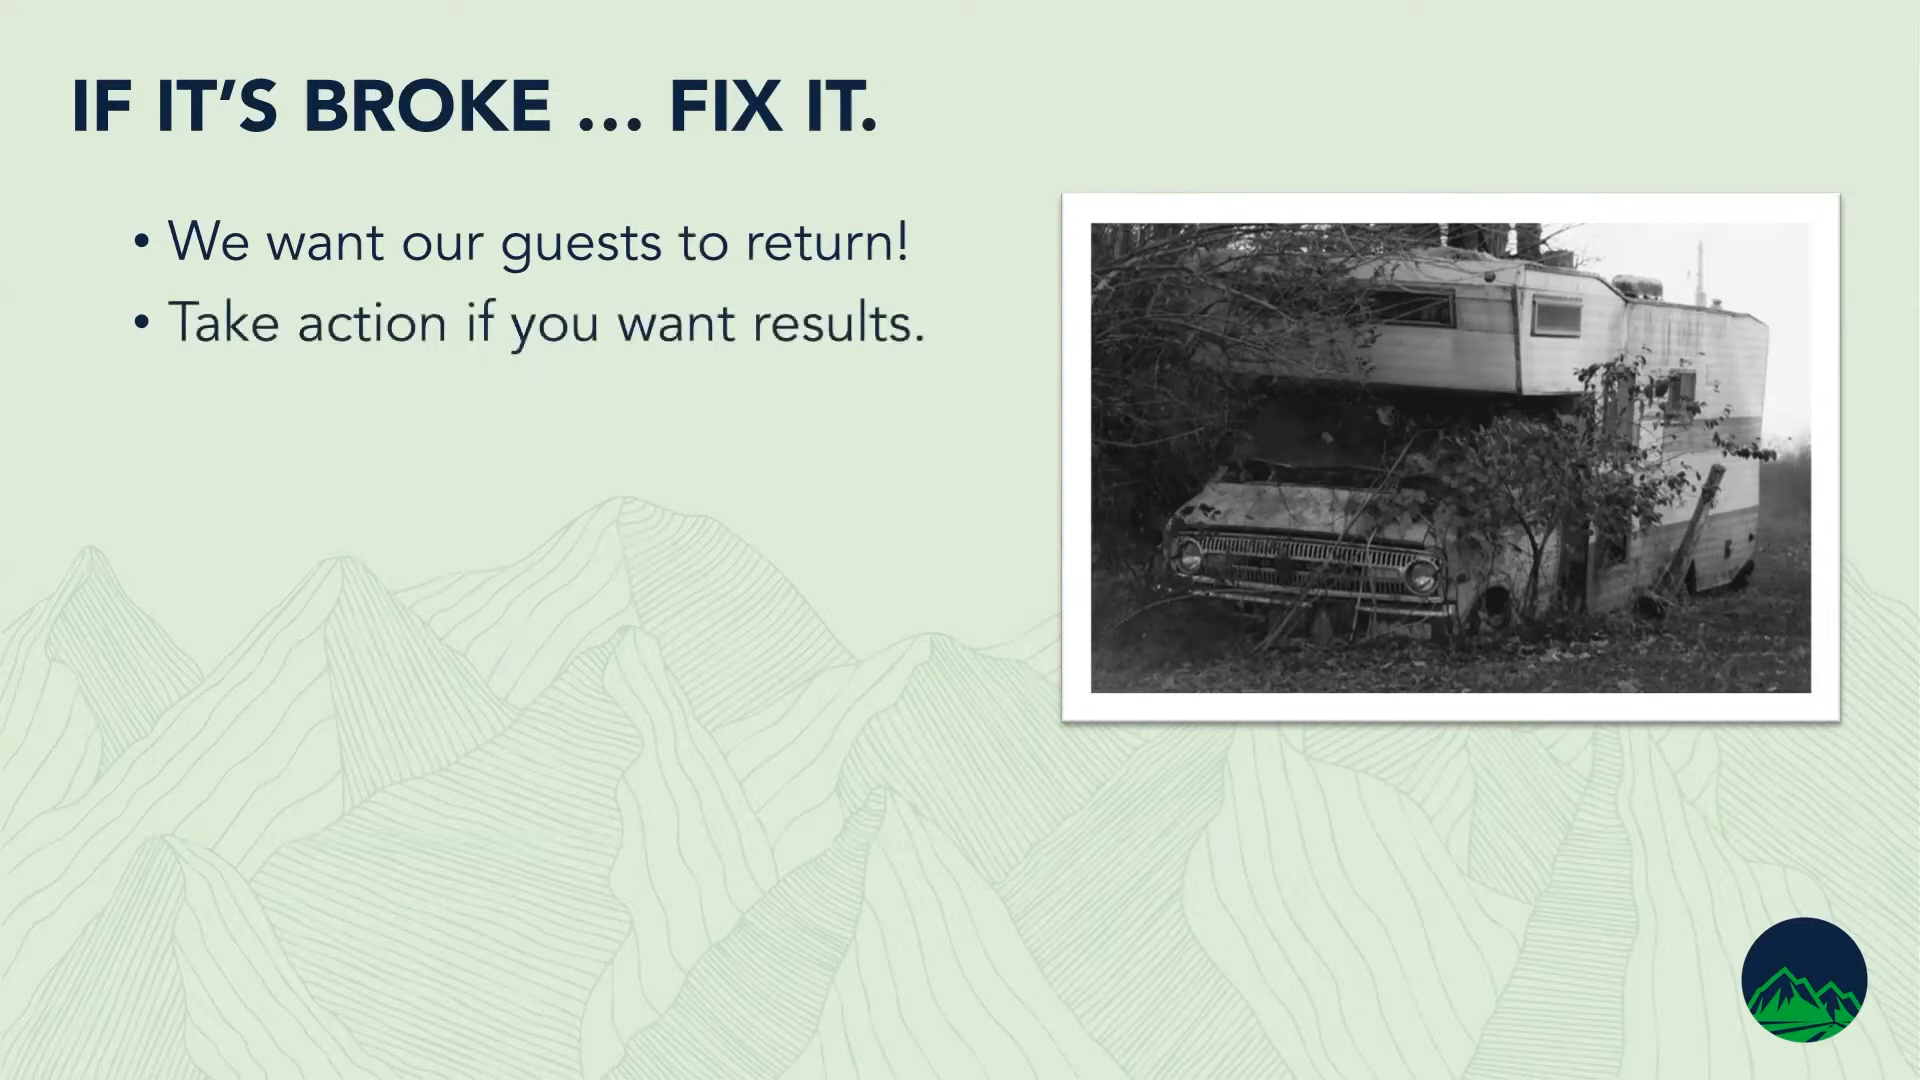 IF IT’S BROKE … FIX IT.
• We want our guests to return!
• Take action if you want results.